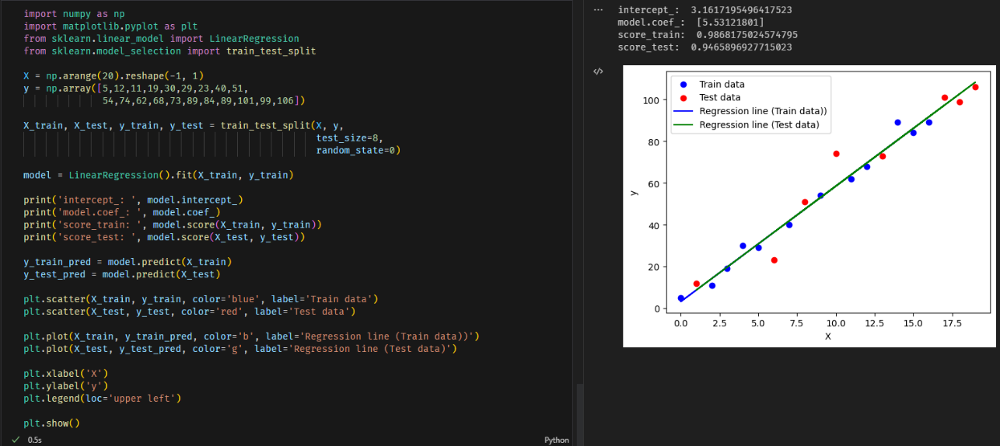 import numpy as np
import matplotlib.pyplot as plt
from sklearn.linear_model import LinearRegression
from sklearn.model_selection import train_test_split
X = np.arange(20).reshape(-1, 1)
y = np.array([5,12,11,19,30,29,23,40,51,
54,74,62,68,73,89,84,89,101,99,106])
X_train, X_test, y_train, y_test = train_test_split(X, y,
test_size=8,
random_state=0)
model = LinearRegression().fit(X_train, y_train)
print('intercept_: ', model.intercept_)
print('model.coef_: ', model.coef_)
print('score_train: ', model.score(X_train, y_train))
print('score_test: ', model.score(X_test, y_test))
y_train_pred = model.predict(X_train)
y_test_pred = model.predict(X_test)
plt.scatter(X_train, y_train, color='blue', label='Train data')
plt.scatter(X_test, y_test, color='red', label='Test data')
plt.plot(X_train, y_train_pred, color='b', label='Regression line (Train data))')
plt.plot(X_test, y_test_pred, color='g', label='Regression line (Test data)')
plt.xlabel('X')
plt.ylabel('y')
plt.legend(loc='upper left')
plt.show()
0.5s
Python
intercept_:  3.1617195496417523
model.coef_:  [5.53121801]
score_train:  0.9868175024574795
score_test:  0.9465896927715023
Train data
Test data
Regression line (Train data))
Regression line (Test data)
100
80
60
40
20
0
y
0.0 2.5 5.0 7.5 10.0 12.5 15.0 17.5
X